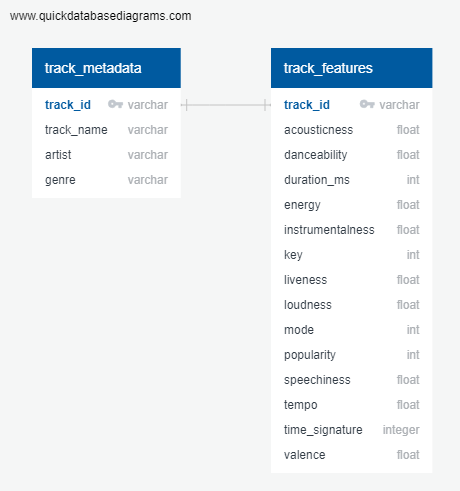 www.quickdatabasediagrams.com
track_metadata
track_id varchar
track_name varchar
artist varchar
genre varchar
track_features
track_id varchar
acousticness float
danceability float
duration_ms int
energy float
instrumentalness float
key int
liveness float
loudness float
mode int
popularity int
speechiness float
tempo float
time_signature integer
valence float